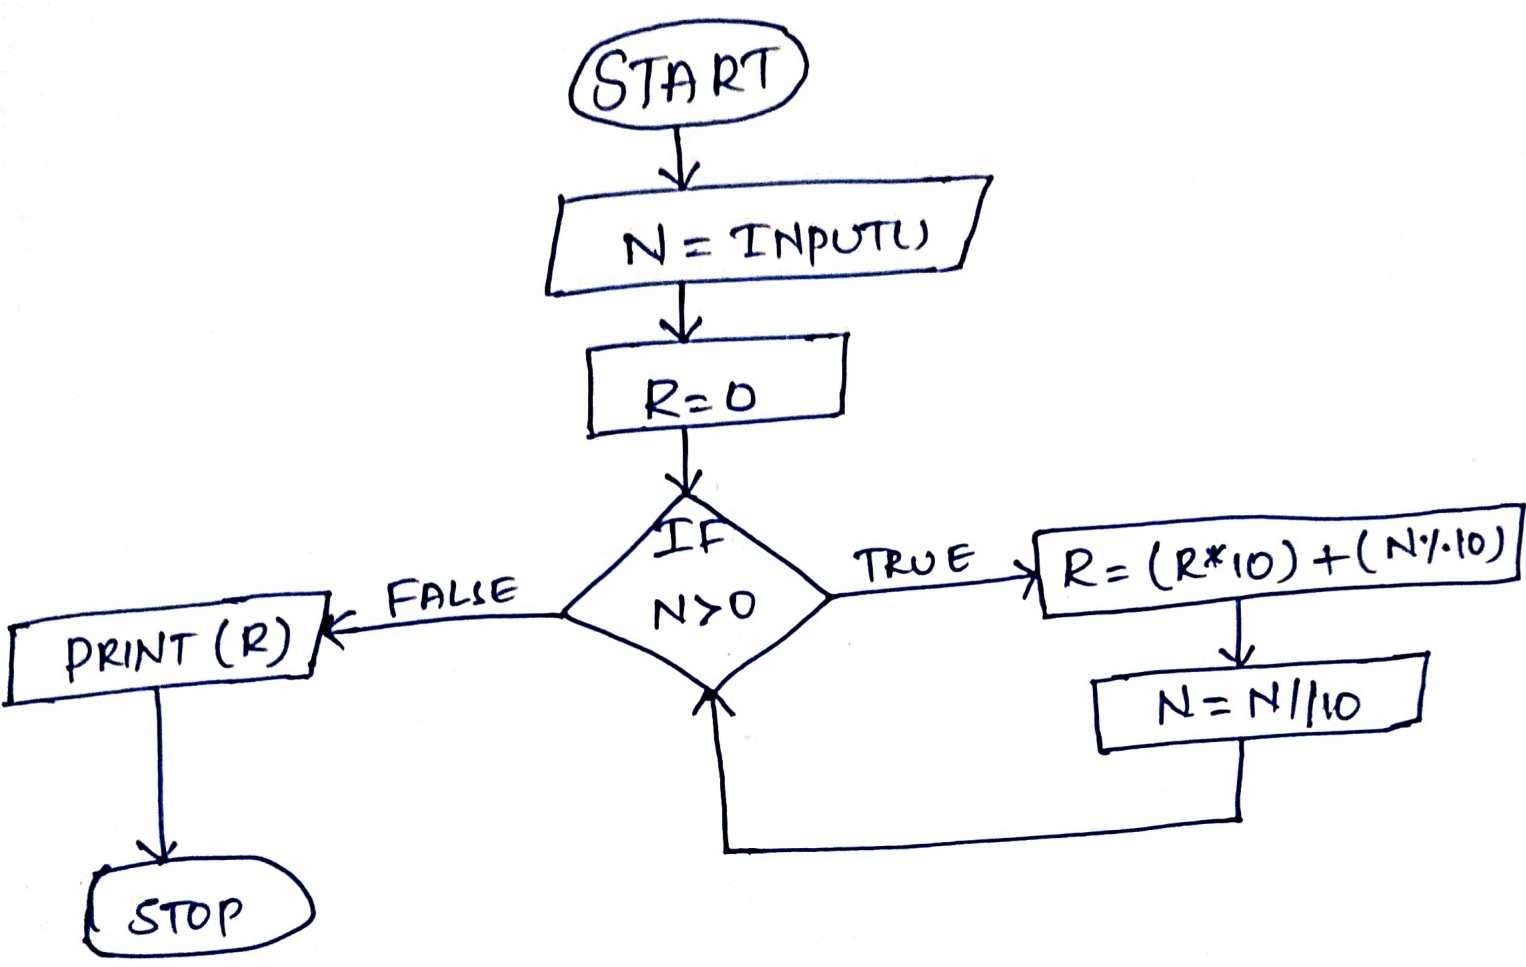 START
N = INPUT()
R=0
IF
N>0
TRUE
R=(R*10)+(N%10)
N=N//10
FALSE
PRINT (R)
STOP